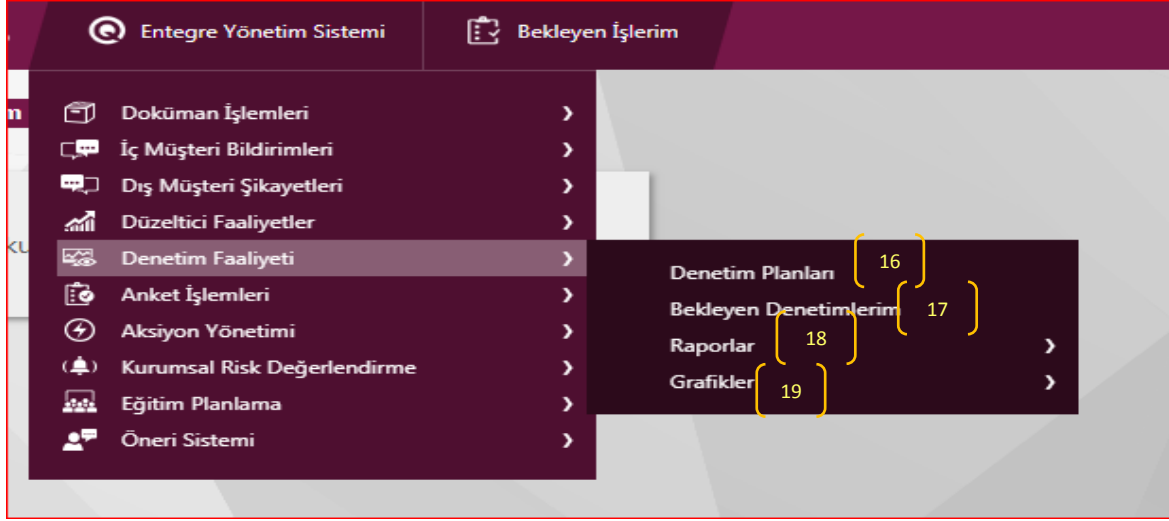 Entegre Yönetim Sistemi
Bekleyen İşlerim
m
Doküman İşlemleri
İç Müşteri Bildirimleri
Dış Müşteri Şikayetleri
Düzeltici Faaliyetler
Denetim Faaliyeti
Anket İşlemleri
Aksiyon Yönetimi
Kurumsal Risk Değerlendirme
Eğitim Planlama
Öneri Sistemi
Denetim Planları 16
Bekleyen Denetimlerim 17
Raporlar 18
Grafikler 19